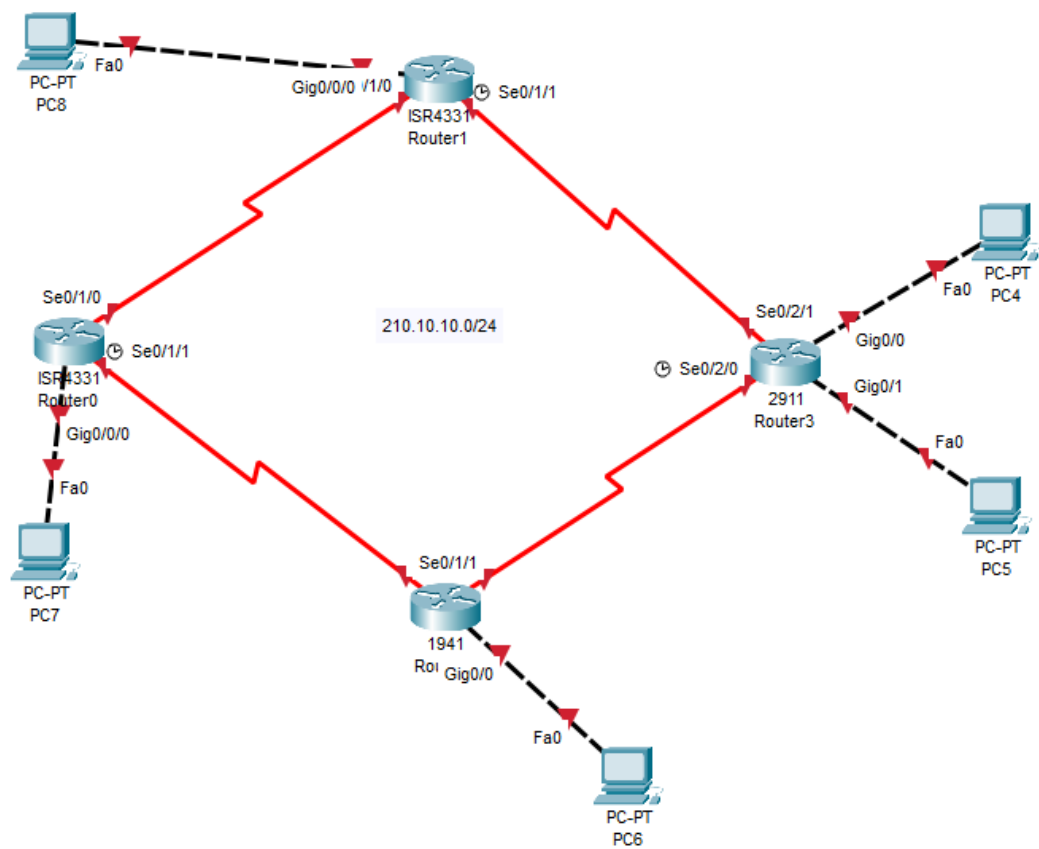 Fa0
PC-PT
PC8
Gig0/0/0
/1/0
Se0/1/1
ISR4331
Router1
Se0/1/0
Se0/1/1
ISR4331
Router0
Gig0/0/0
Fa0
PC-PT
PC7
210.10.10.0/24
Se0/2/1
Se0/2/0
2911
Router3
Gig0/0
Fa0
PC-PT
PC4
Gig0/1
Fa0
PC-PT
PC5
Se0/1/1
1941
Gig0/0
Fa0
PC-PT
PC6